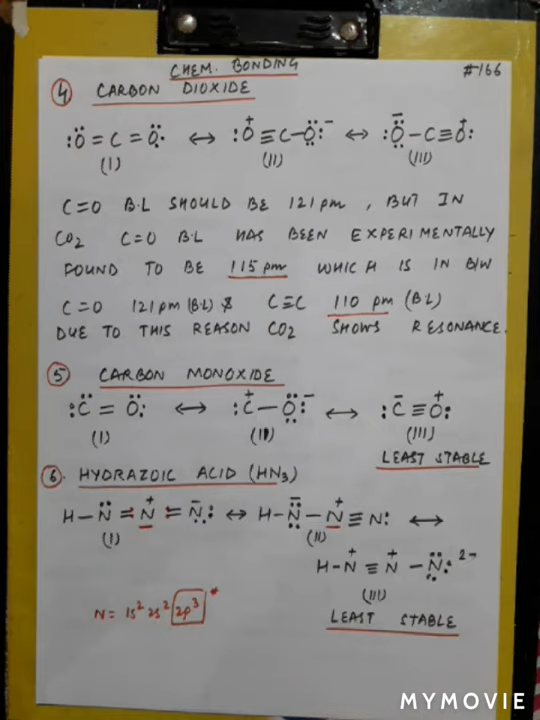 CHEM. BONDING #166
④ CARBON DIOXIDE
:Ö=C=Ö: ↔ :O⁺≡C-Ö:⁻ ↔ :Ö⁻-C≡O⁺:
(I) (II) (III)
C=O B.L SHOULD BE 121 pm, BUT IN
CO₂ C=O B.L HAS BEEN EXPERIMENTALLY
FOUND TO BE 115 pm WHICH IS IN B/W
C=O 121 pm (B.L) & C≡C 110 pm (B.L)
DUE TO THIS REASON CO₂ SHOWS RESONANCE.
⑤ CARBON MONOXIDE
:C̈=Ö: ↔ :C⁺-Ö:⁻ ↔ :C⁻≡O⁺:
(I) (II) (III)
LEAST STABLE
⑥. HYDRAZOIC ACID (HN₃)
H-N̈=N⁺=N̈⁻: ↔ H-N̈⁻-N⁺≡N: ↔
(I) (II)
H-N⁺≡N⁺-N̈:²⁻
(III)
N= 1s² 2s² 2p³*
LEAST STABLE
MYMOVIE